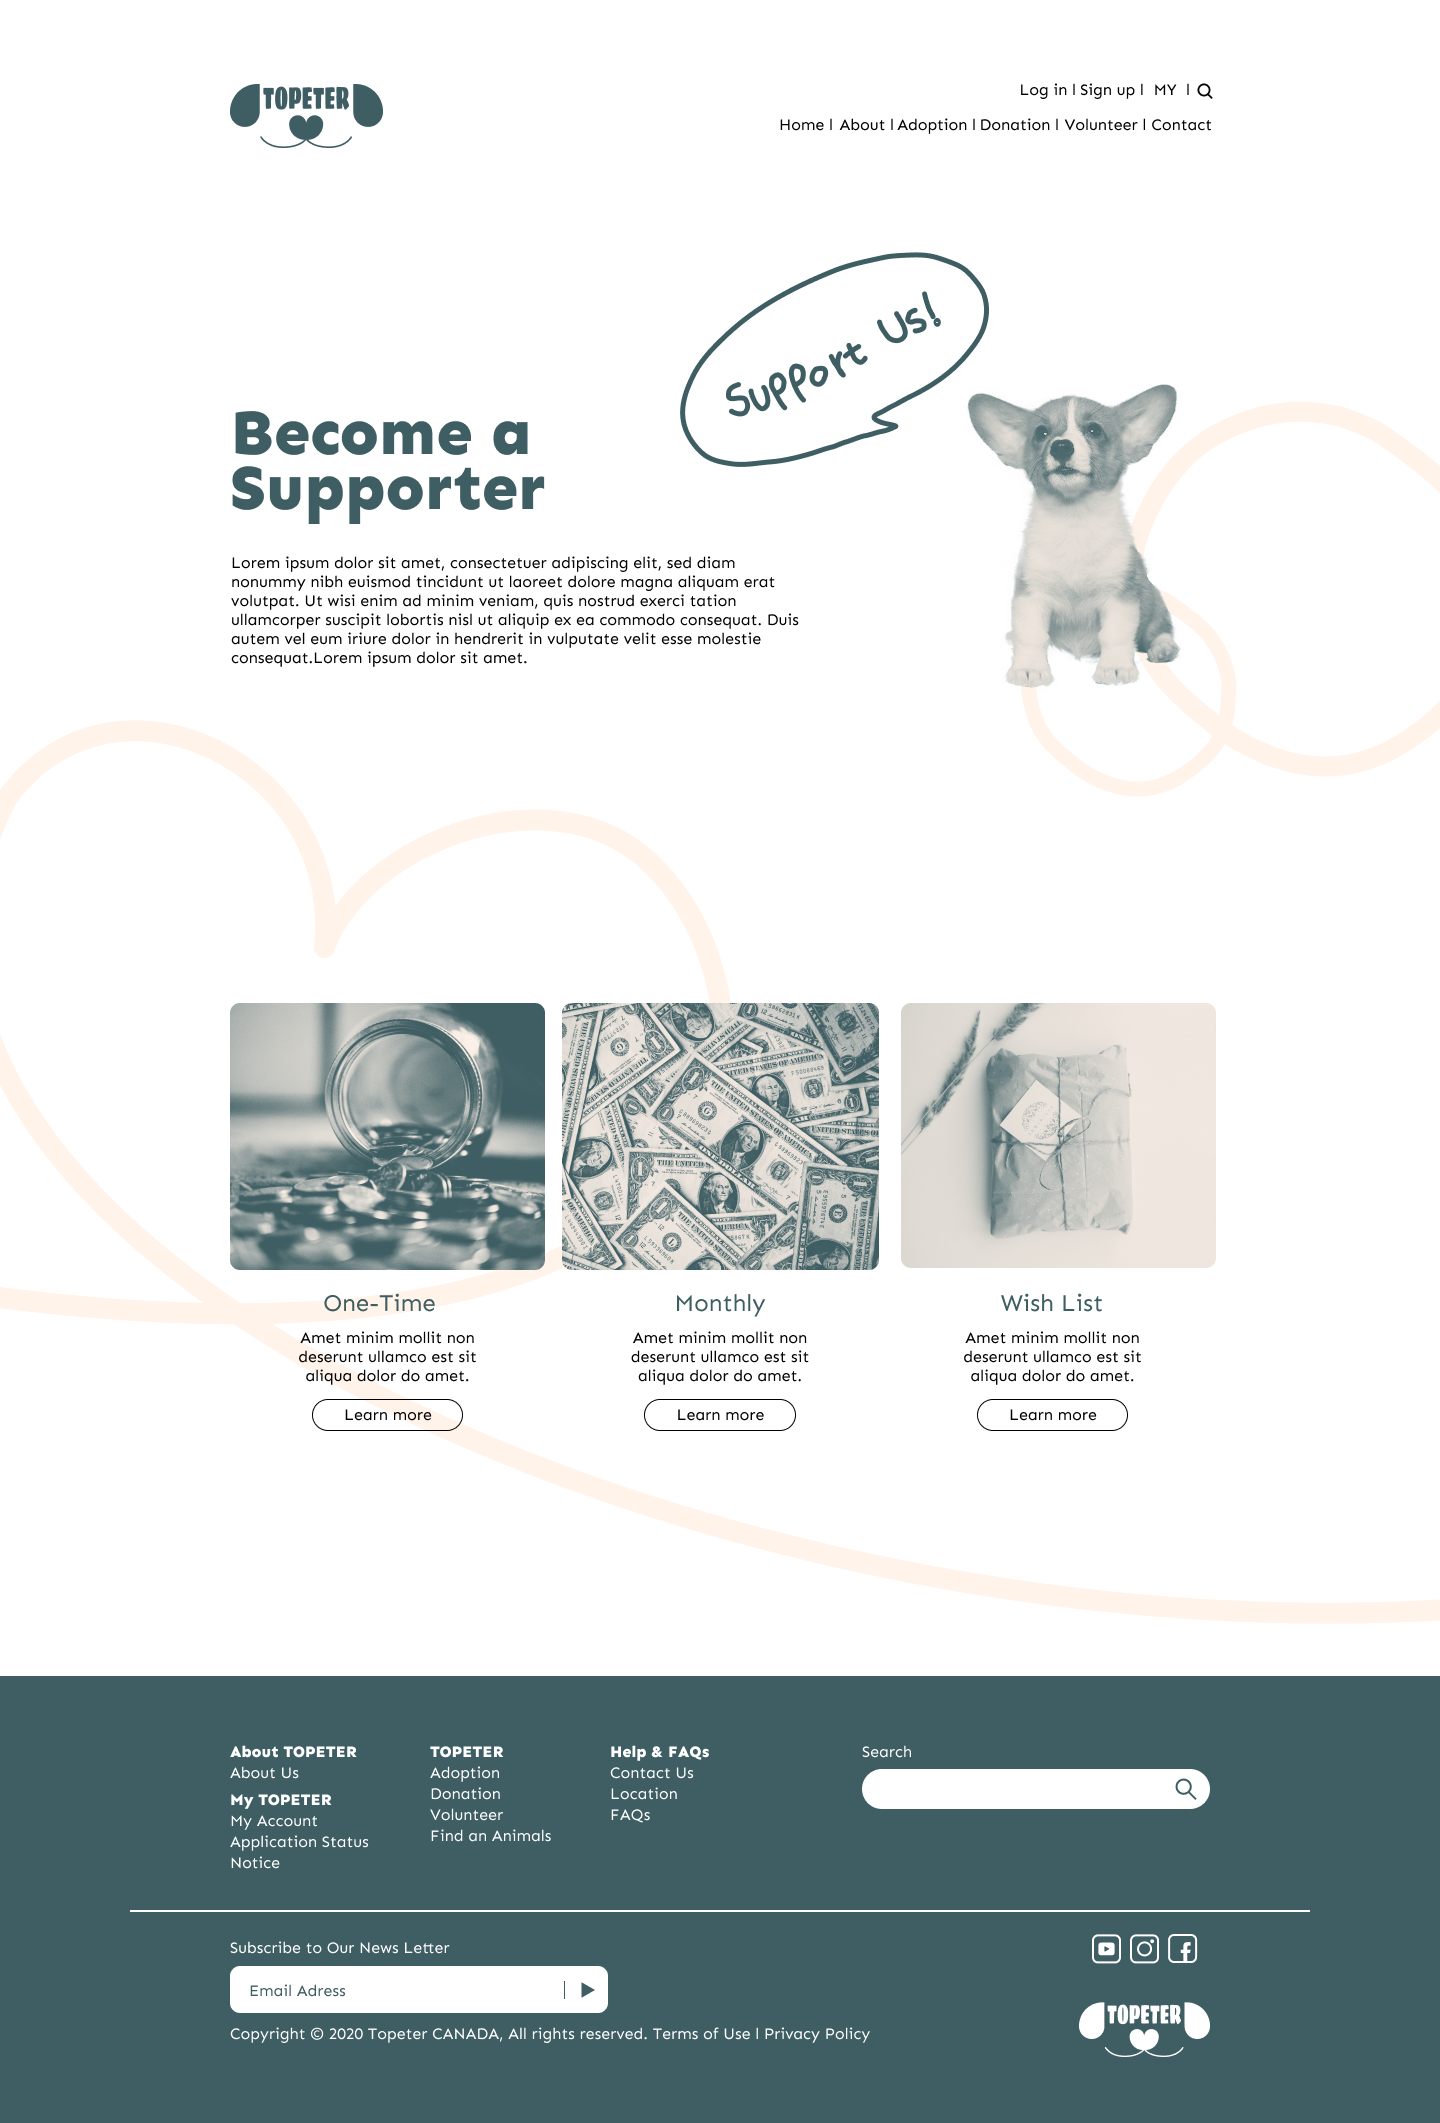 TOPETER
Log in | Sign up | MY |
Home | About | Adoption | Donation | Volunteer | Contact
Support Us!
Become a
Supporter
Lorem ipsum dolor sit amet, consectetuer adipiscing elit, sed diam
nonummy nibh euismod tincidunt ut laoreet dolore magna aliquam erat
volutpat. Ut wisi enim ad minim veniam, quis nostrud exerci tation
ullamcorper suscipit lobortis nisl ut aliquip ex ea commodo consequat. Duis
autem vel eum iriure dolor in hendrerit in vulputate velit esse molestie
consequat.Lorem ipsum dolor sit amet.
One-Time
Amet minim mollit non
deserunt ullamco est sit
aliqua dolor do amet.
Learn more
Monthly
Amet minim mollit non
deserunt ullamco est sit
aliqua dolor do amet.
Learn more
Wish List
Amet minim mollit non
deserunt ullamco est sit
aliqua dolor do amet.
Learn more
About TOPETER
About Us
My TOPETER
My Account
Application Status
Notice
TOPETER
Adoption
Donation
Volunteer
Find an Animals
Help & FAQs
Contact Us
Location
FAQs
Search
Subscribe to Our News Letter
Email Adress
Copyright © 2020 Topeter CANADA, All rights reserved. Terms of Use | Privacy Policy
TOPETER